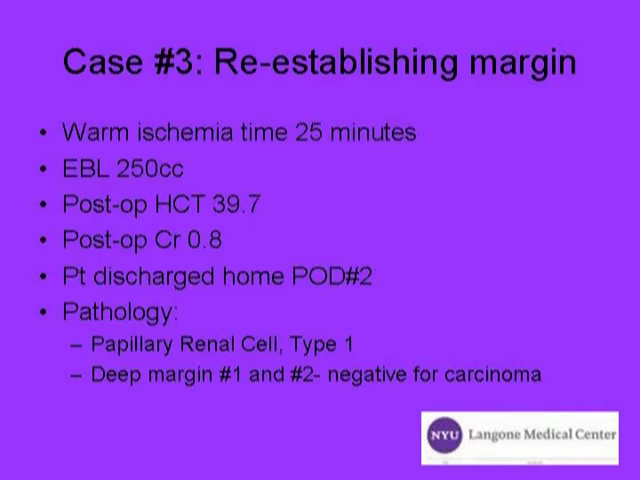 Case #3: Re-establishing margin
• Warm ischemia time 25 minutes
• EBL 250cc
• Post-op HCT 39.7
• Post-op Cr 0.8
• Pt discharged home POD#2
• Pathology:
– Papillary Renal Cell, Type 1
– Deep margin #1 and #2- negative for carcinoma
NYU Langone Medical Center